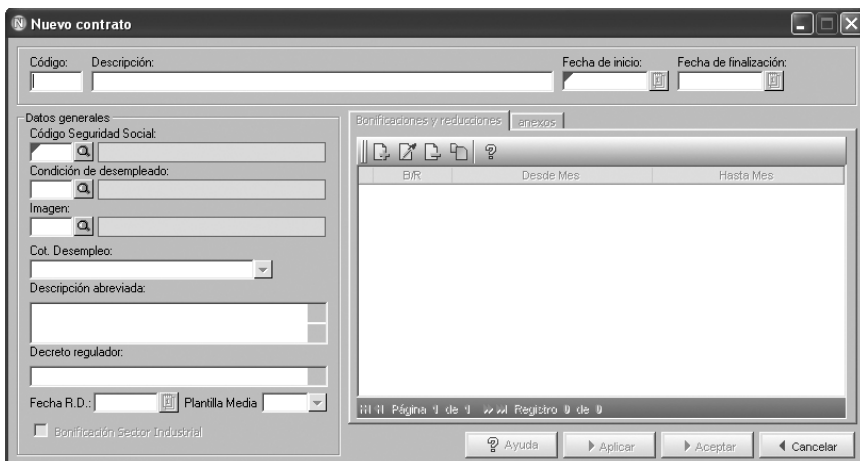 Nuevo contrato
Código: Descripción: Fecha de inicio: Fecha de finalización:
Datos generales
Código Seguridad Social:
Condición de desempleado:
Imagen:
Cot. Desempleo:
Descripción abreviada:
Decreto regulador:
Fecha R.D.: Plantilla Media
Bonificación Sector Industrial
Bonificaciones y reducciones anexos
B/R Desde Mes Hasta Mes
Página 1 de 1 Registro 0 de 0
Ayuda Aplicar Aceptar Cancelar